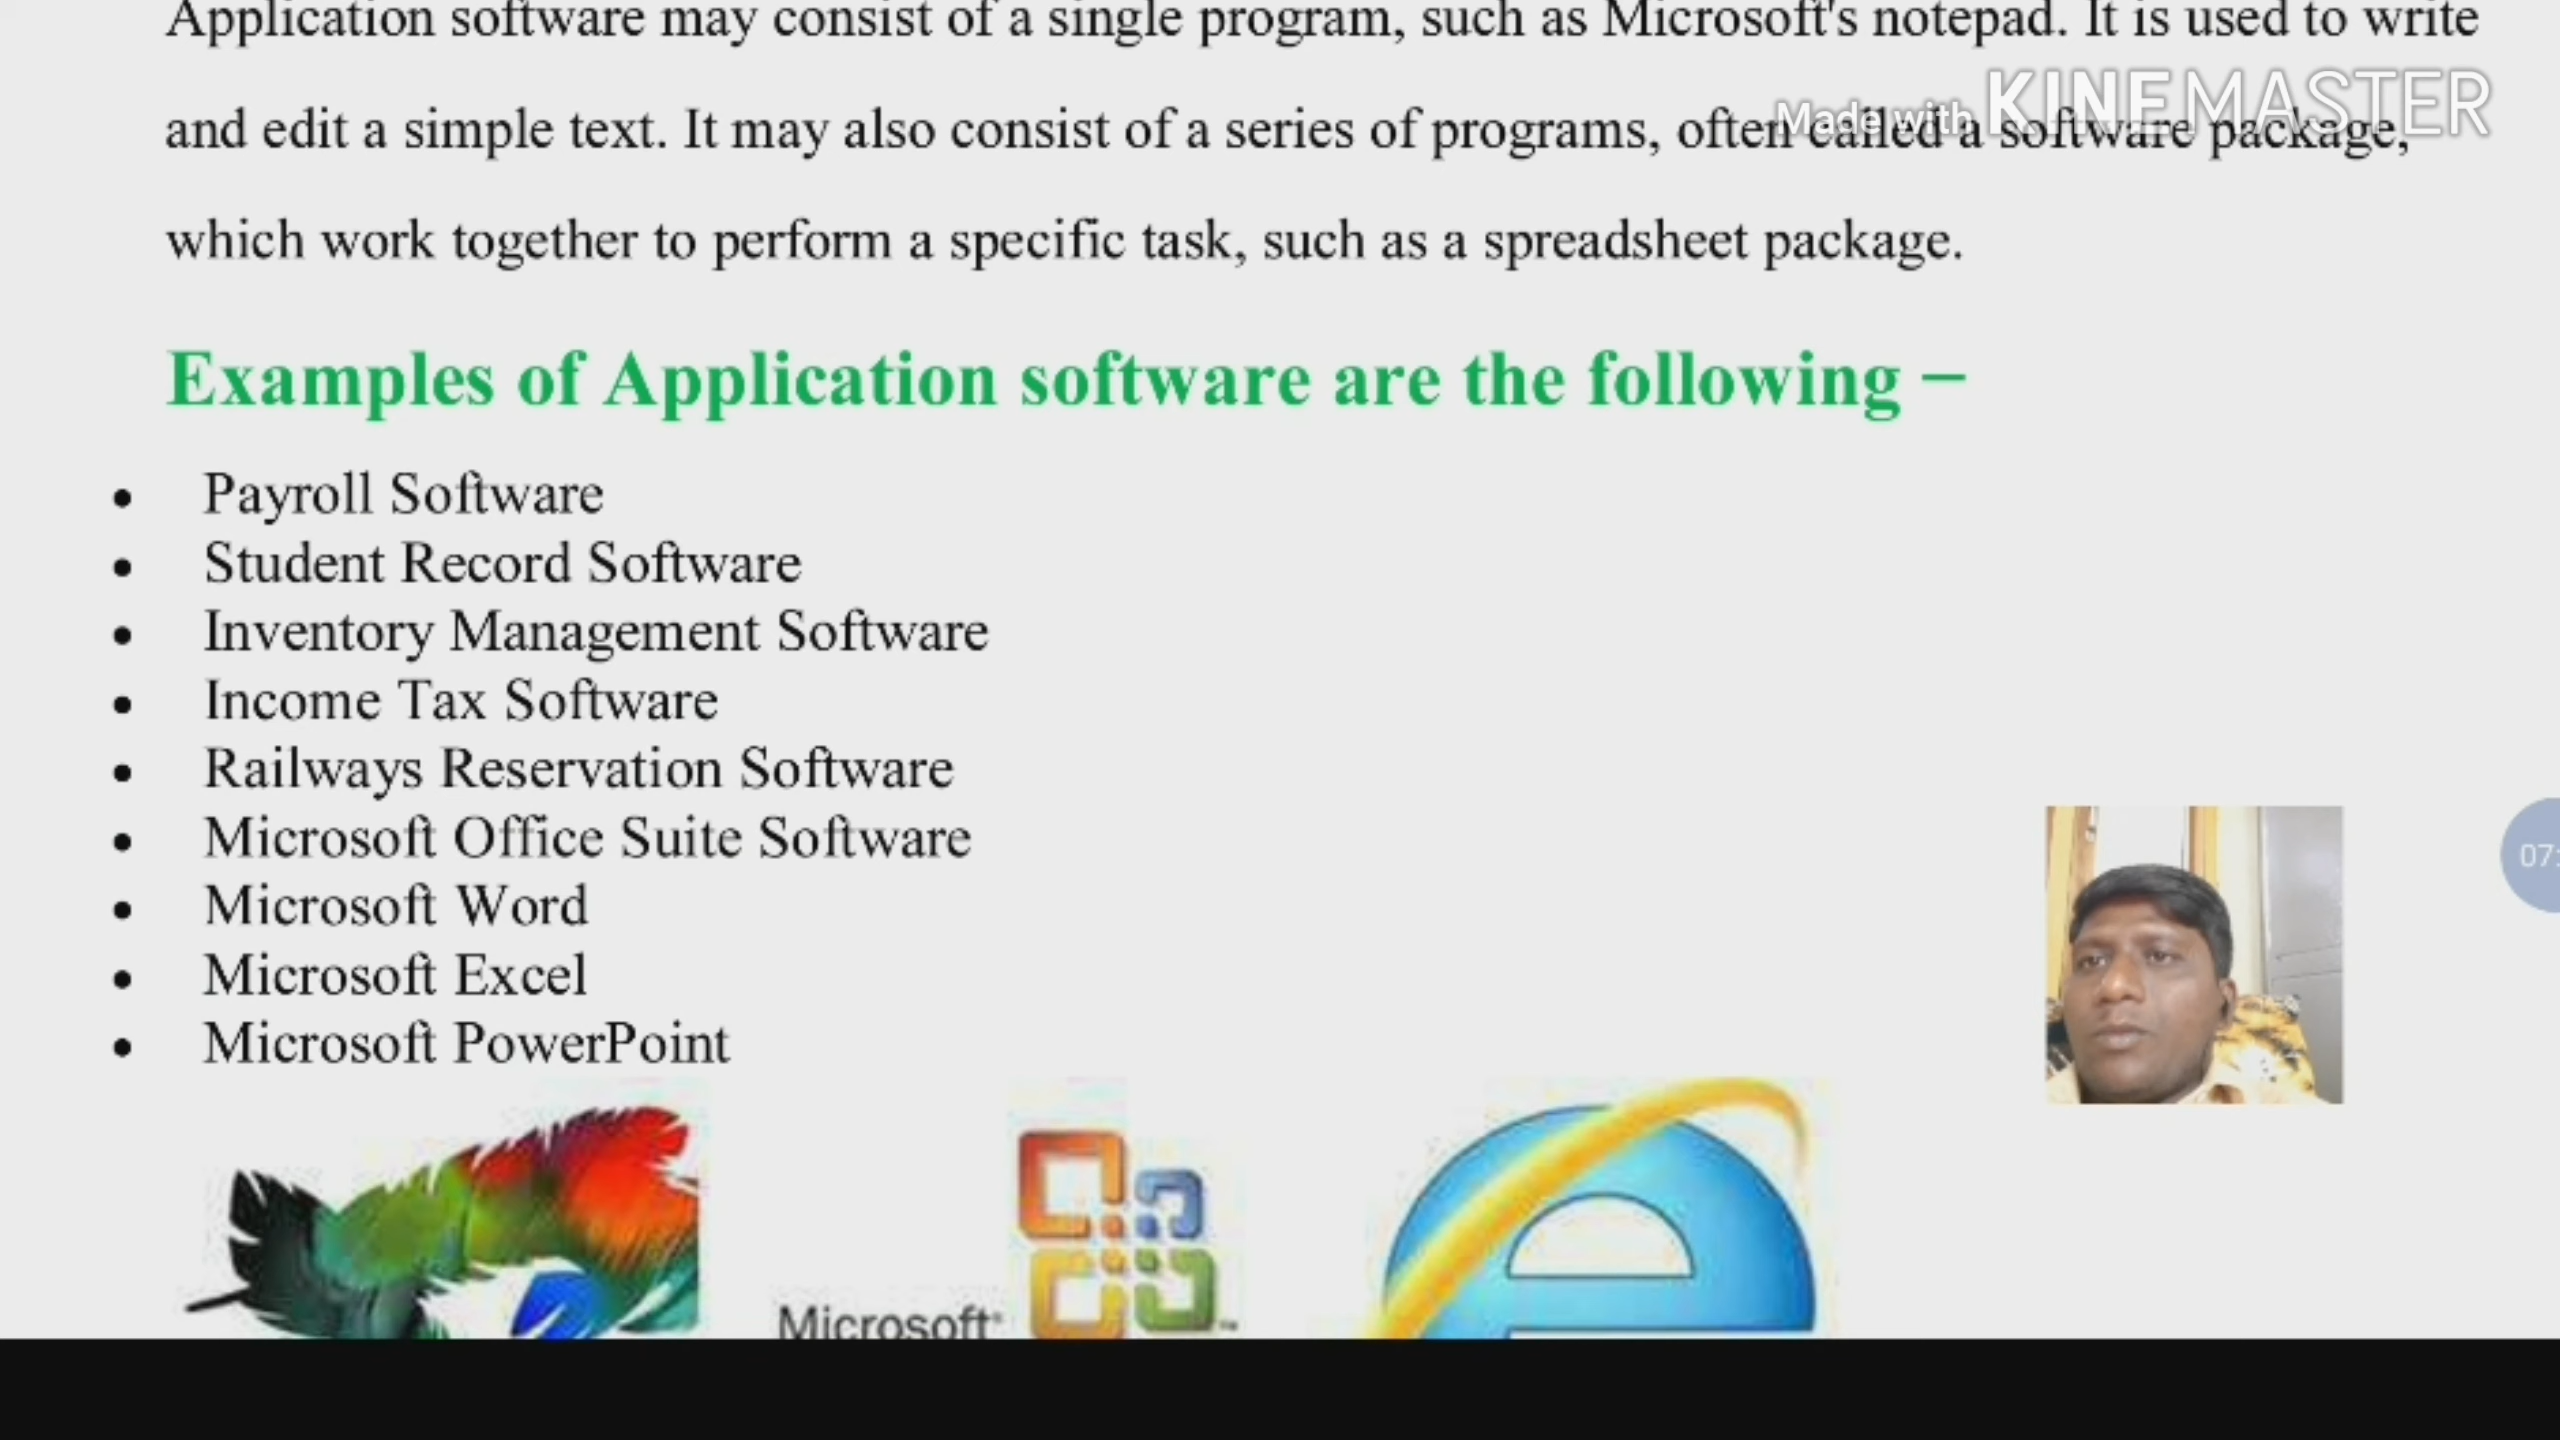 Application software may consist of a single program, such as Microsoft's notepad. It is used to write
Made with KINEMASTER
and edit a simple text. It may also consist of a series of programs, often called a software package,
which work together to perform a specific task, such as a spreadsheet package.
Examples of Application software are the following –
• Payroll Software
• Student Record Software
• Inventory Management Software
• Income Tax Software
• Railways Reservation Software
• Microsoft Office Suite Software
07:
• Microsoft Word
• Microsoft Excel
• Microsoft PowerPoint
Microsoft®
™